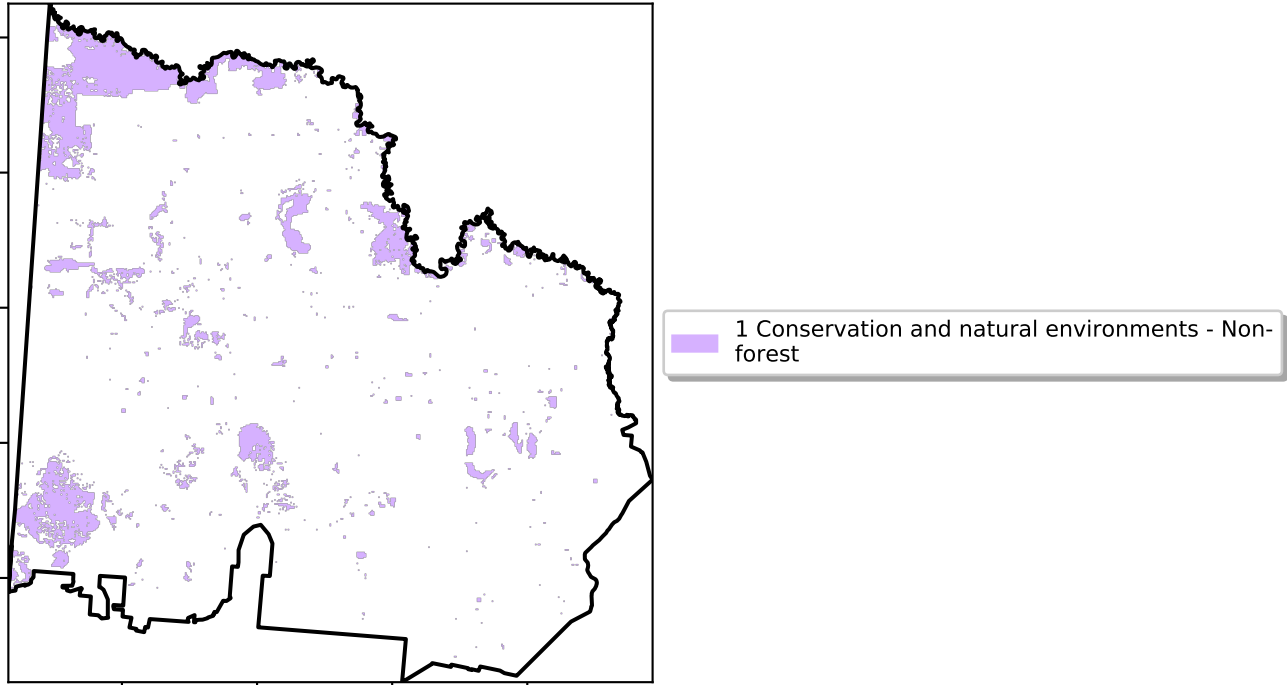 1 Conservation and natural environments - Non-
forest